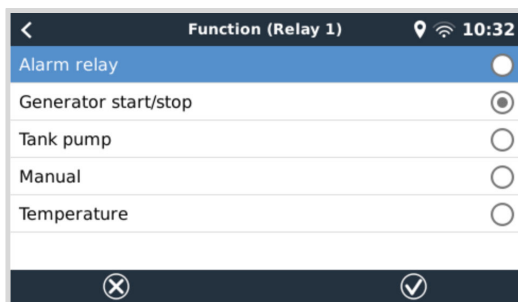 Function (Relay 1) 10:32
Alarm relay
Generator start/stop
Tank pump
Manual
Temperature